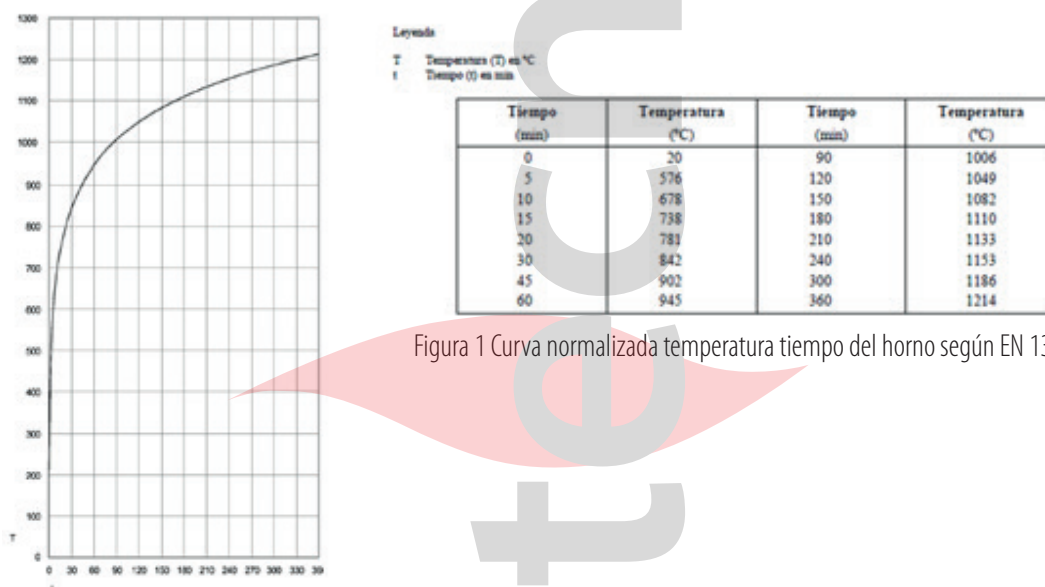 1300
1200
1100
1000
900
800
700
600
500
400
300
200
100
0
T
0 30 60 90 120 150 180 210 240 270 300 330
Leyenda
T Temperatura (T) en °C
t Tiempo (t) en min
Tiempo Temperatura Tiempo Temperatura
(min) (°C) (min) (°C)
0 20 90 1006
5 576 120 1049
10 678 150 1082
15 738 180 1110
20 781 210 1133
30 842 240 1153
45 902 300 1186
60 945 360 1214
Figura 1 Curva normalizada temperatura tiempo del horno según EN 13
tecn